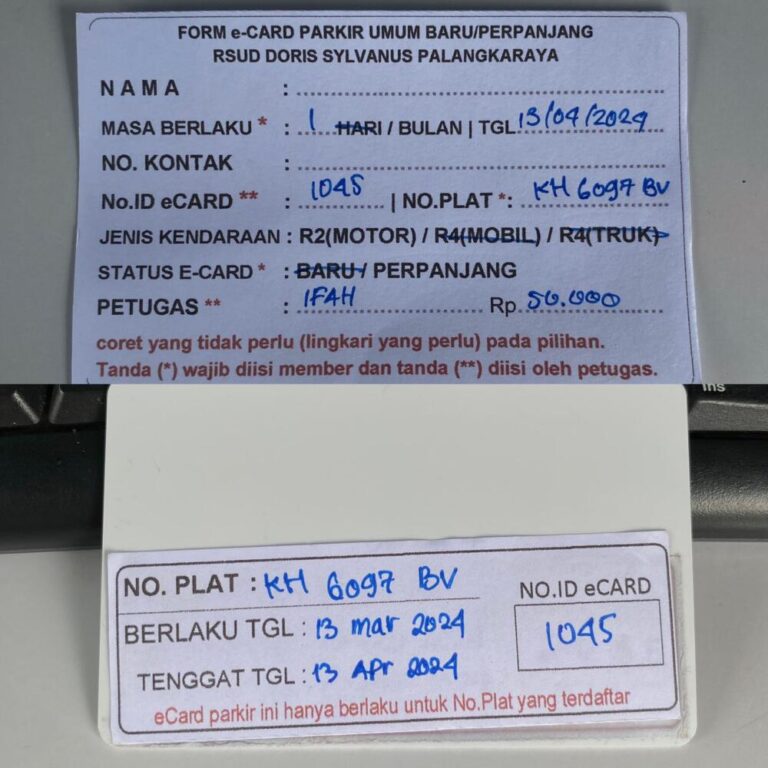 FORM e-CARD PARKIR UMUM BARU/PERPANJANG
RSUD DORIS SYLVANUS PALANGKARAYA
NAMA :
MASA BERLAKU * : 1 HARI / BULAN | TGL 13/04/2024
NO. KONTAK :
No.ID eCARD ** : 1045 | NO.PLAT *: KH 6097 BV
JENIS KENDARAAN : R2(MOTOR) / R4(MOBIL) / R4(TRUK)
STATUS E-CARD * : BARU / PERPANJANG
PETUGAS ** : IFAH Rp 50.000
coret yang tidak perlu (lingkari yang perlu) pada pilihan.
Tanda (*) wajib diisi member dan tanda (**) diisi oleh petugas.
Ins
NO. PLAT : KH 6097 BV
NO.ID eCARD
BERLAKU TGL : 13 Mar 2024
1045
TENGGAT TGL : 13 Apr 2024
eCard parkir ini hanya berlaku untuk No.Plat yang terdaftar